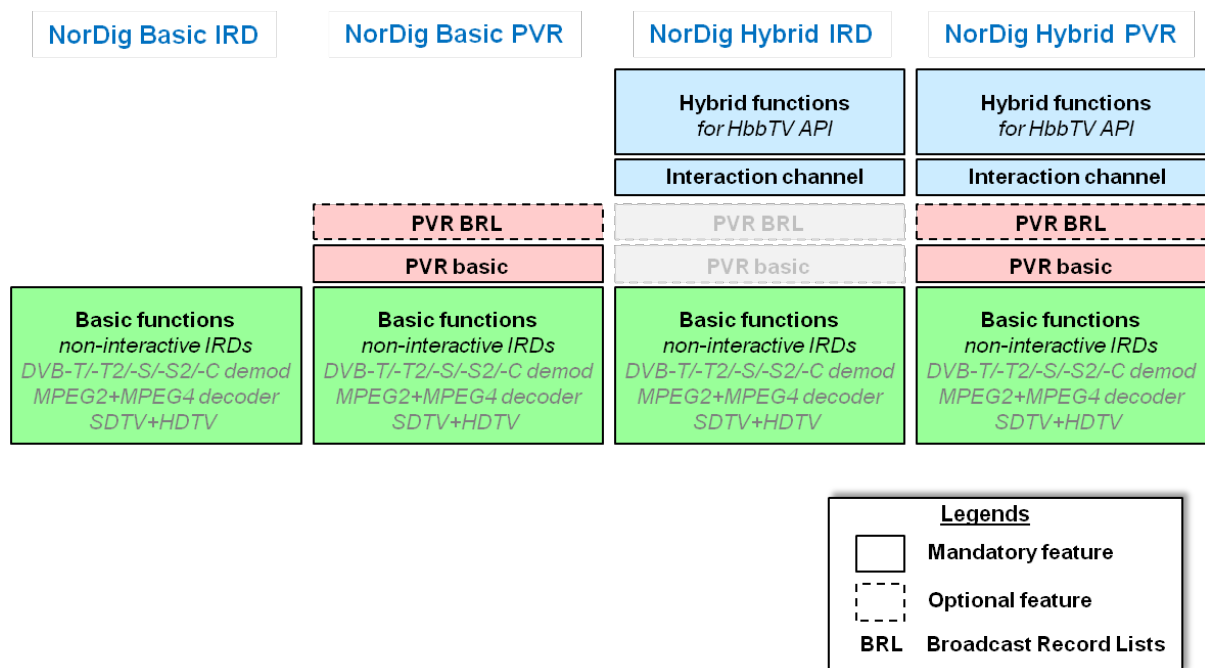 NorDig Basic IRD
NorDig Basic PVR
NorDig Hybrid IRD
NorDig Hybrid PVR
Hybrid functions
for HbbTV API
Hybrid functions
for HbbTV API
Interaction channel
Interaction channel
PVR BRL
PVR BRL
PVR BRL
PVR basic
PVR basic
PVR basic
Basic functions
non-interactive IRDs
DVB-T/-T2/-S/-S2/-C demod
MPEG2+MPEG4 decoder
SDTV+HDTV
Basic functions
non-interactive IRDs
DVB-T/-T2/-S/-S2/-C demod
MPEG2+MPEG4 decoder
SDTV+HDTV
Basic functions
non-interactive IRDs
DVB-T/-T2/-S/-S2/-C demod
MPEG2+MPEG4 decoder
SDTV+HDTV
Basic functions
non-interactive IRDs
DVB-T/-T2/-S/-S2/-C demod
MPEG2+MPEG4 decoder
SDTV+HDTV
Legends
Mandatory feature
Optional feature
BRL Broadcast Record Lists